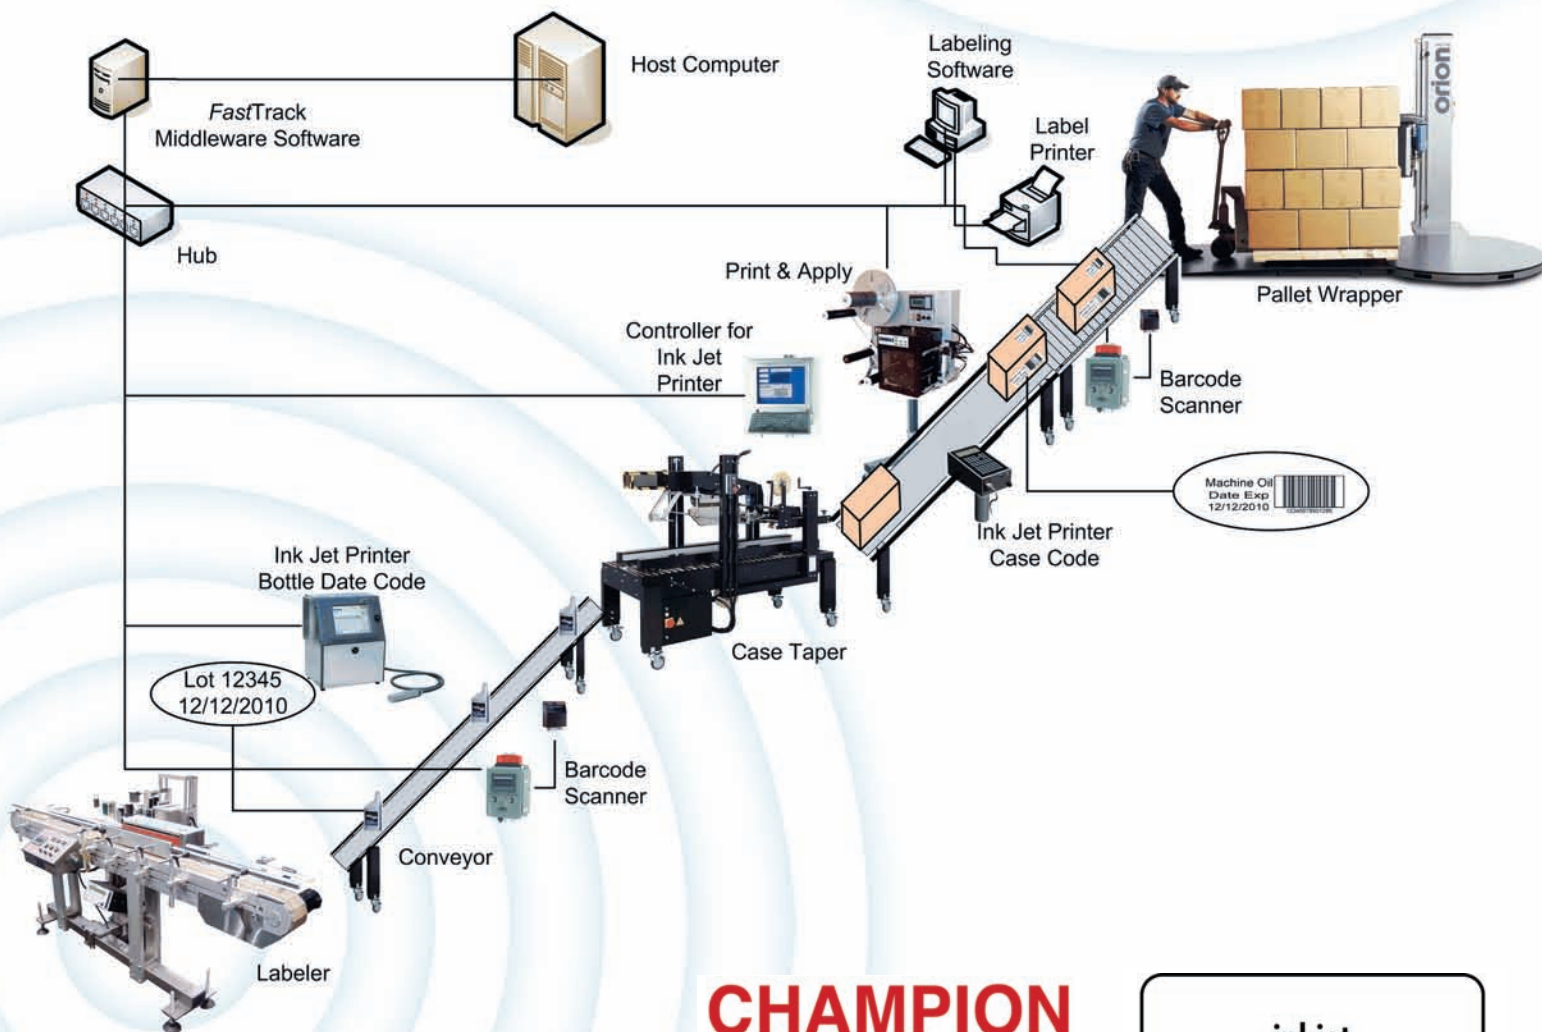 Host Computer
FastTrack
Middleware Software
Hub
Labeling
Software
Label
Printer
orion
Pallet Wrapper
Print & Apply
Controller for
Ink Jet
Printer
Barcode
Scanner
Machine Oil
Date Exp
12/12/2010
Ink Jet Printer
Case Code
Ink Jet Printer
Bottle Date Code
Case Taper
Lot 12345
12/12/2010
Barcode
Scanner
Conveyor
Labeler
CHAMPION